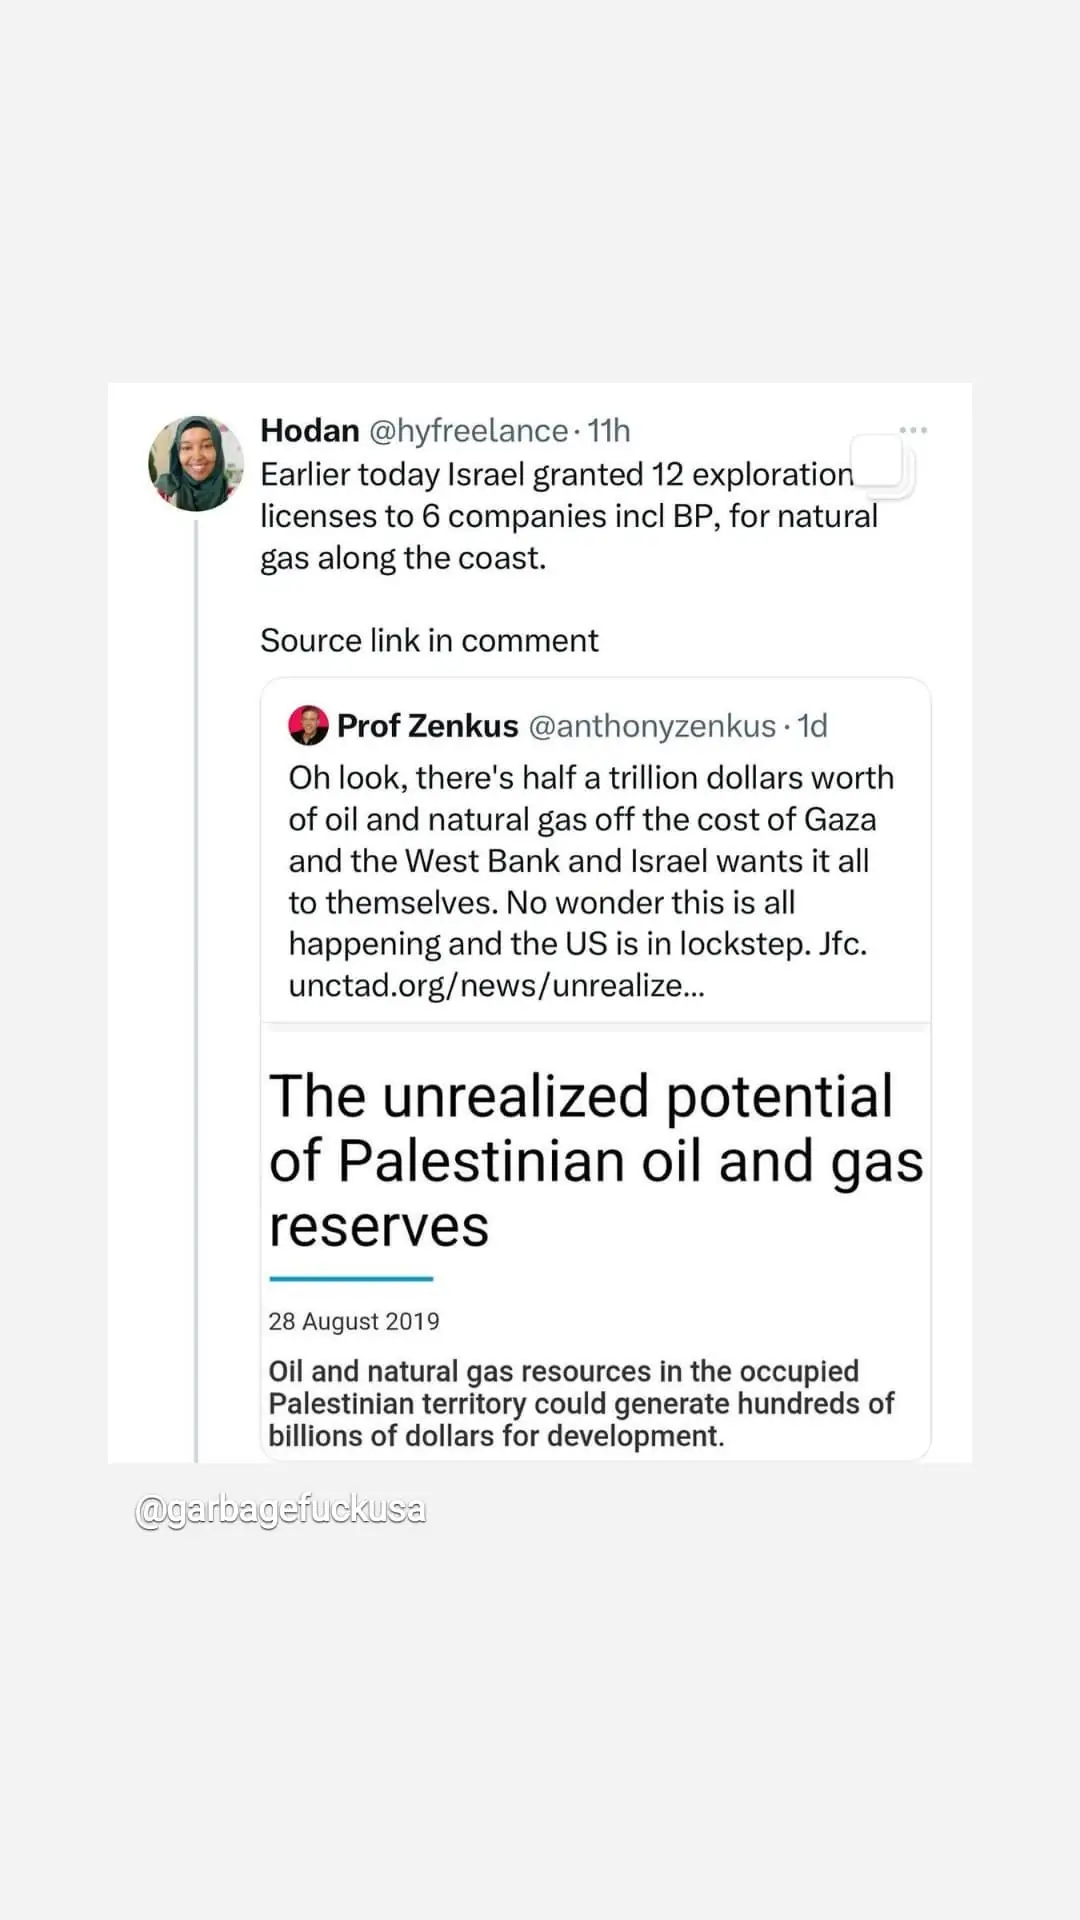 Hodan @hyfreelance · 11h
Earlier today Israel granted 12 exploration
licenses to 6 companies incl BP, for natural
gas along the coast.
Source link in comment
Prof Zenkus @anthonyzenkus · 1d
Oh look, there's half a trillion dollars worth
of oil and natural gas off the cost of Gaza
and the West Bank and Israel wants it all
to themselves. No wonder this is all
happening and the US is in lockstep. Jfc.
unctad.org/news/unrealize...
The unrealized potential
of Palestinian oil and gas
reserves
28 August 2019
Oil and natural gas resources in the occupied
Palestinian territory could generate hundreds of
billions of dollars for development.
@garbagefuckusa